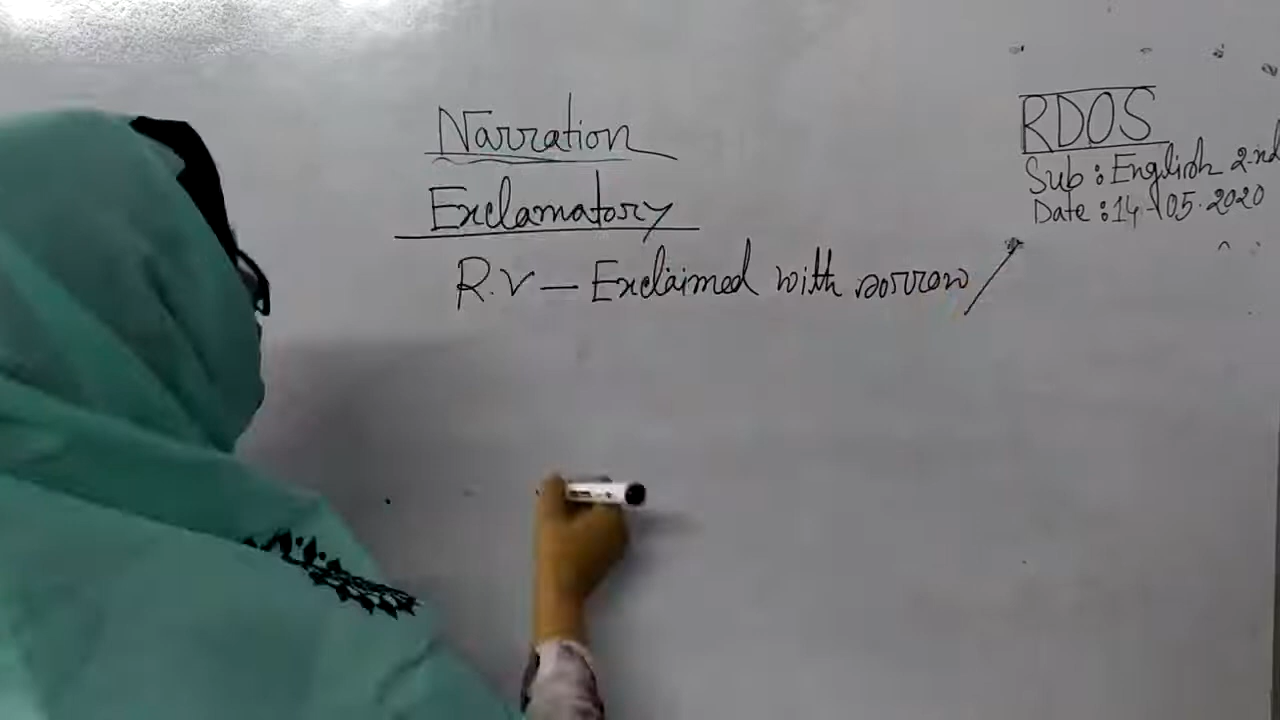 Narration
Exclamatory
R.V — Exclaimed with sorrow /
RDOS
Sub : English 2nd
Date : 14-05-2020